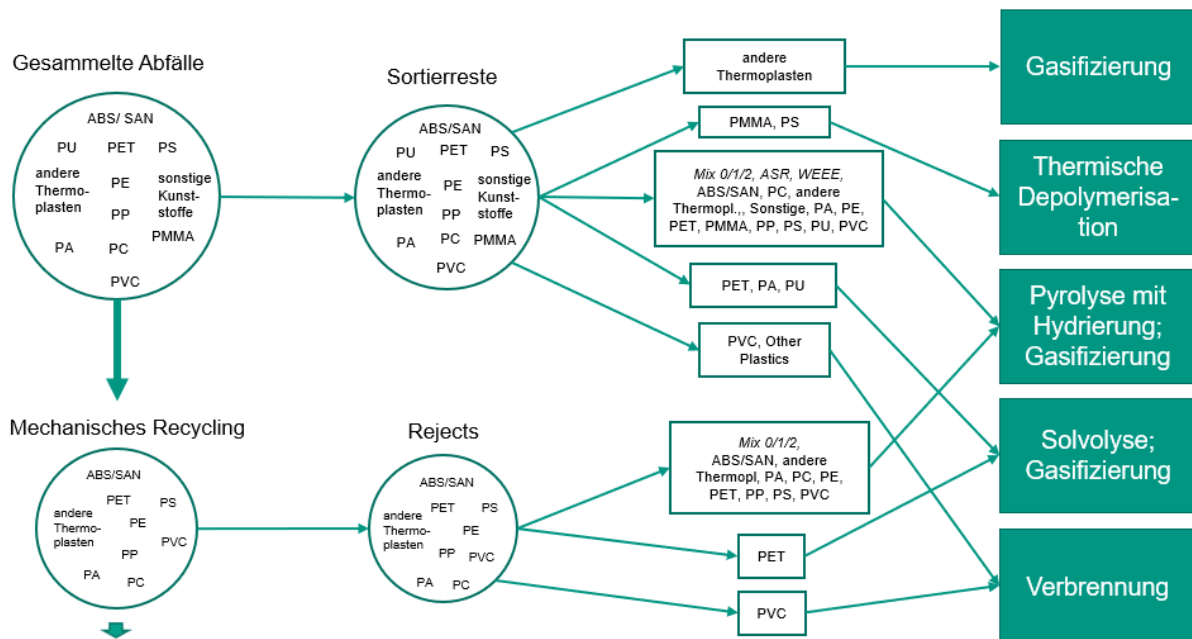 Gesammelte Abfälle
ABS/ SAN
PU PET PS
andere
Thermo-
plasten
PE
sonstige
Kunst-
stoffe
PP
PA PC PMMA
PVC
Sortierreste
ABS/SAN
PU PET PS
andere
Thermo-
plasten
PE
sonstige
Kunst-
stoffe
PP
PA PC PMMA
PVC
andere
Thermoplasten
PMMA, PS
Mix 0/1/2, ASR, WEEE,
ABS/SAN, PC, andere
Thermopl.,, Sonstige, PA, PE,
PET, PMMA, PP, PS, PU, PVC
PET, PA, PU
PVC, Other
Plastics
Gasifizierung
Thermische
Depolymerisa-
tion
Pyrolyse mit
Hydrierung;
Gasifizierung
Solvolyse;
Gasifizierung
Verbrennung
Mechanisches Recycling
ABS/SAN
PET PS
andere
Thermo-
plasten
PE
PP PVC
PA PC
Rejects
ABS/SAN
PET PS
andere
Thermo-
plasten
PE
PP PVC
PA PC
Mix 0/1/2,
ABS/SAN, andere
Thermopl, PA, PC, PE,
PET, PP, PS, PVC
PET
PVC